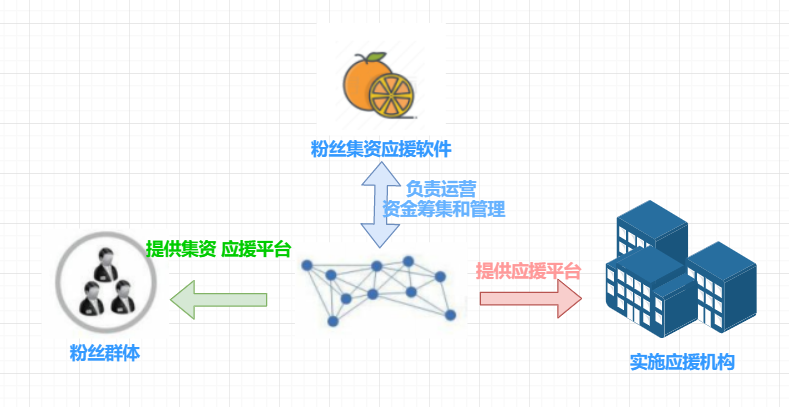 粉丝集资应援软件
负责运营
资金筹集和管理
提供集资 应援平台
提供应援平台
粉丝群体
实施应援机构